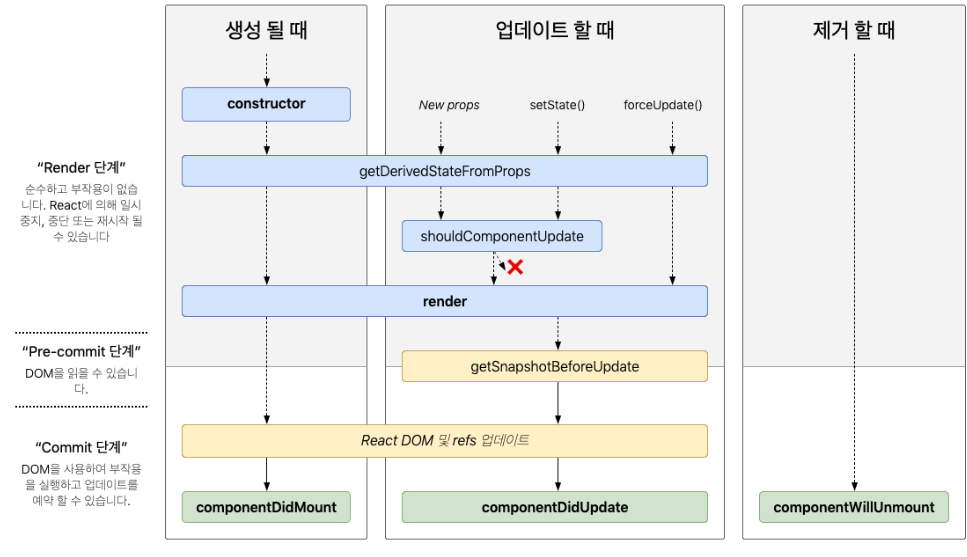 생성 될 때
업데이트 할 때
제거 할 때
constructor
New props
setState()
forceUpdate()
“Render 단계”
순수하고 부작용이 없습
니다. React에 의해 일시
중지, 중단 또는 재시작 될
수 있습니다
getDerivedStateFromProps
shouldComponentUpdate
render
“Pre-commit 단계”
DOM을 읽을 수 있습니
다.
getSnapshotBeforeUpdate
“Commit 단계”
DOM을 사용하여 부작용
을 실행하고 업데이트를
예약 할 수 있습니다.
React DOM 및 refs 업데이트
componentDidMount
componentDidUpdate
componentWillUnmount